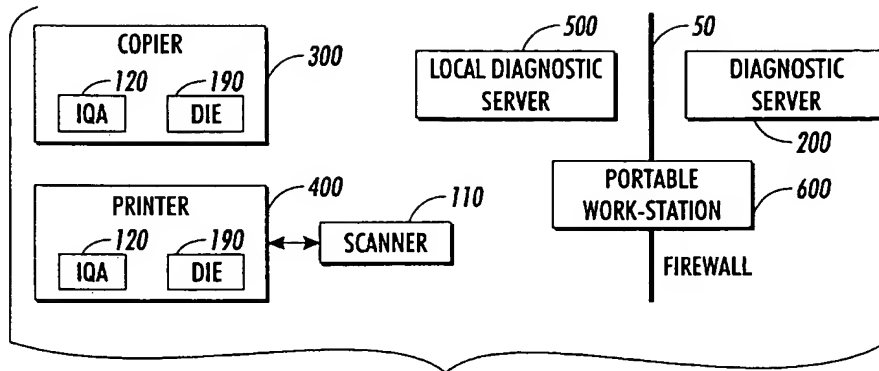 COPIER
300
120
190
IQA
DIE
500
50
LOCAL DIAGNOSTIC
SERVER
DIAGNOSTIC
SERVER
200
PRINTER
400
120
190
IQA
DIE
110
SCANNER
PORTABLE
WORK-STATION
600
FIREWALL